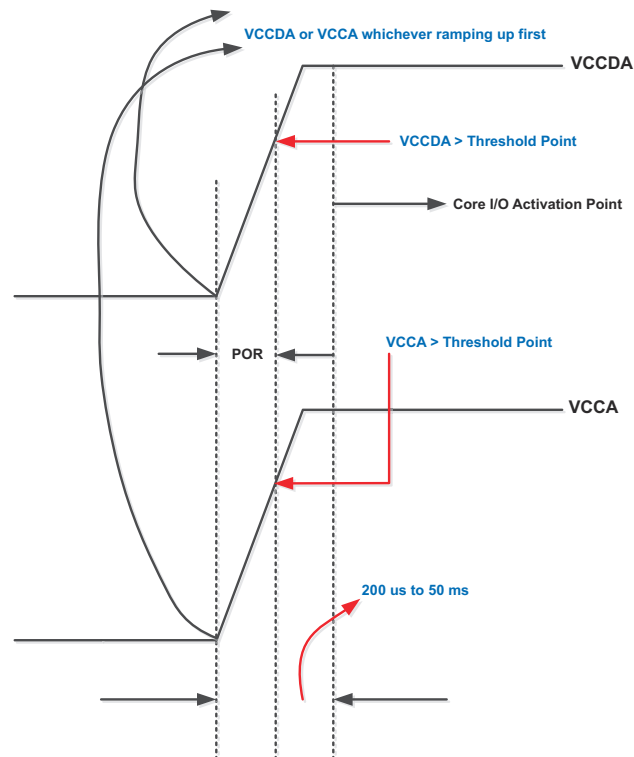 VCCDA or VCCA whichever ramping up first
VCCDA
VCCDA > Threshold Point
Core I/O Activation Point
VCCA > Threshold Point
POR
VCCA
200 us to 50 ms